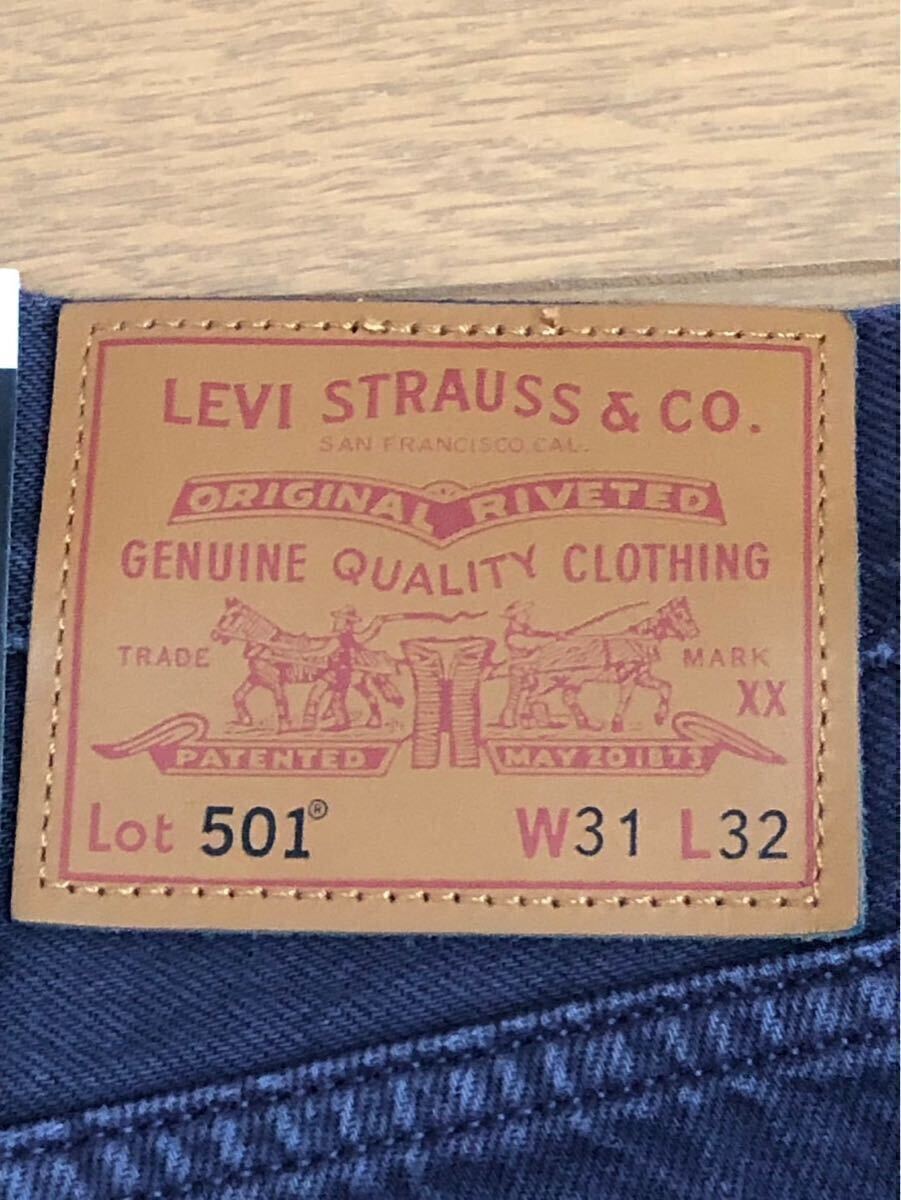 LEVI STRAUSS & CO.
SAN FRANCISCO, CAL.
ORIGINAL RIVETED
GENUINE QUALITY CLOTHING
TRADE MARK
XX
PATENTED MAY 20 1873
Lot 501® W31 L32